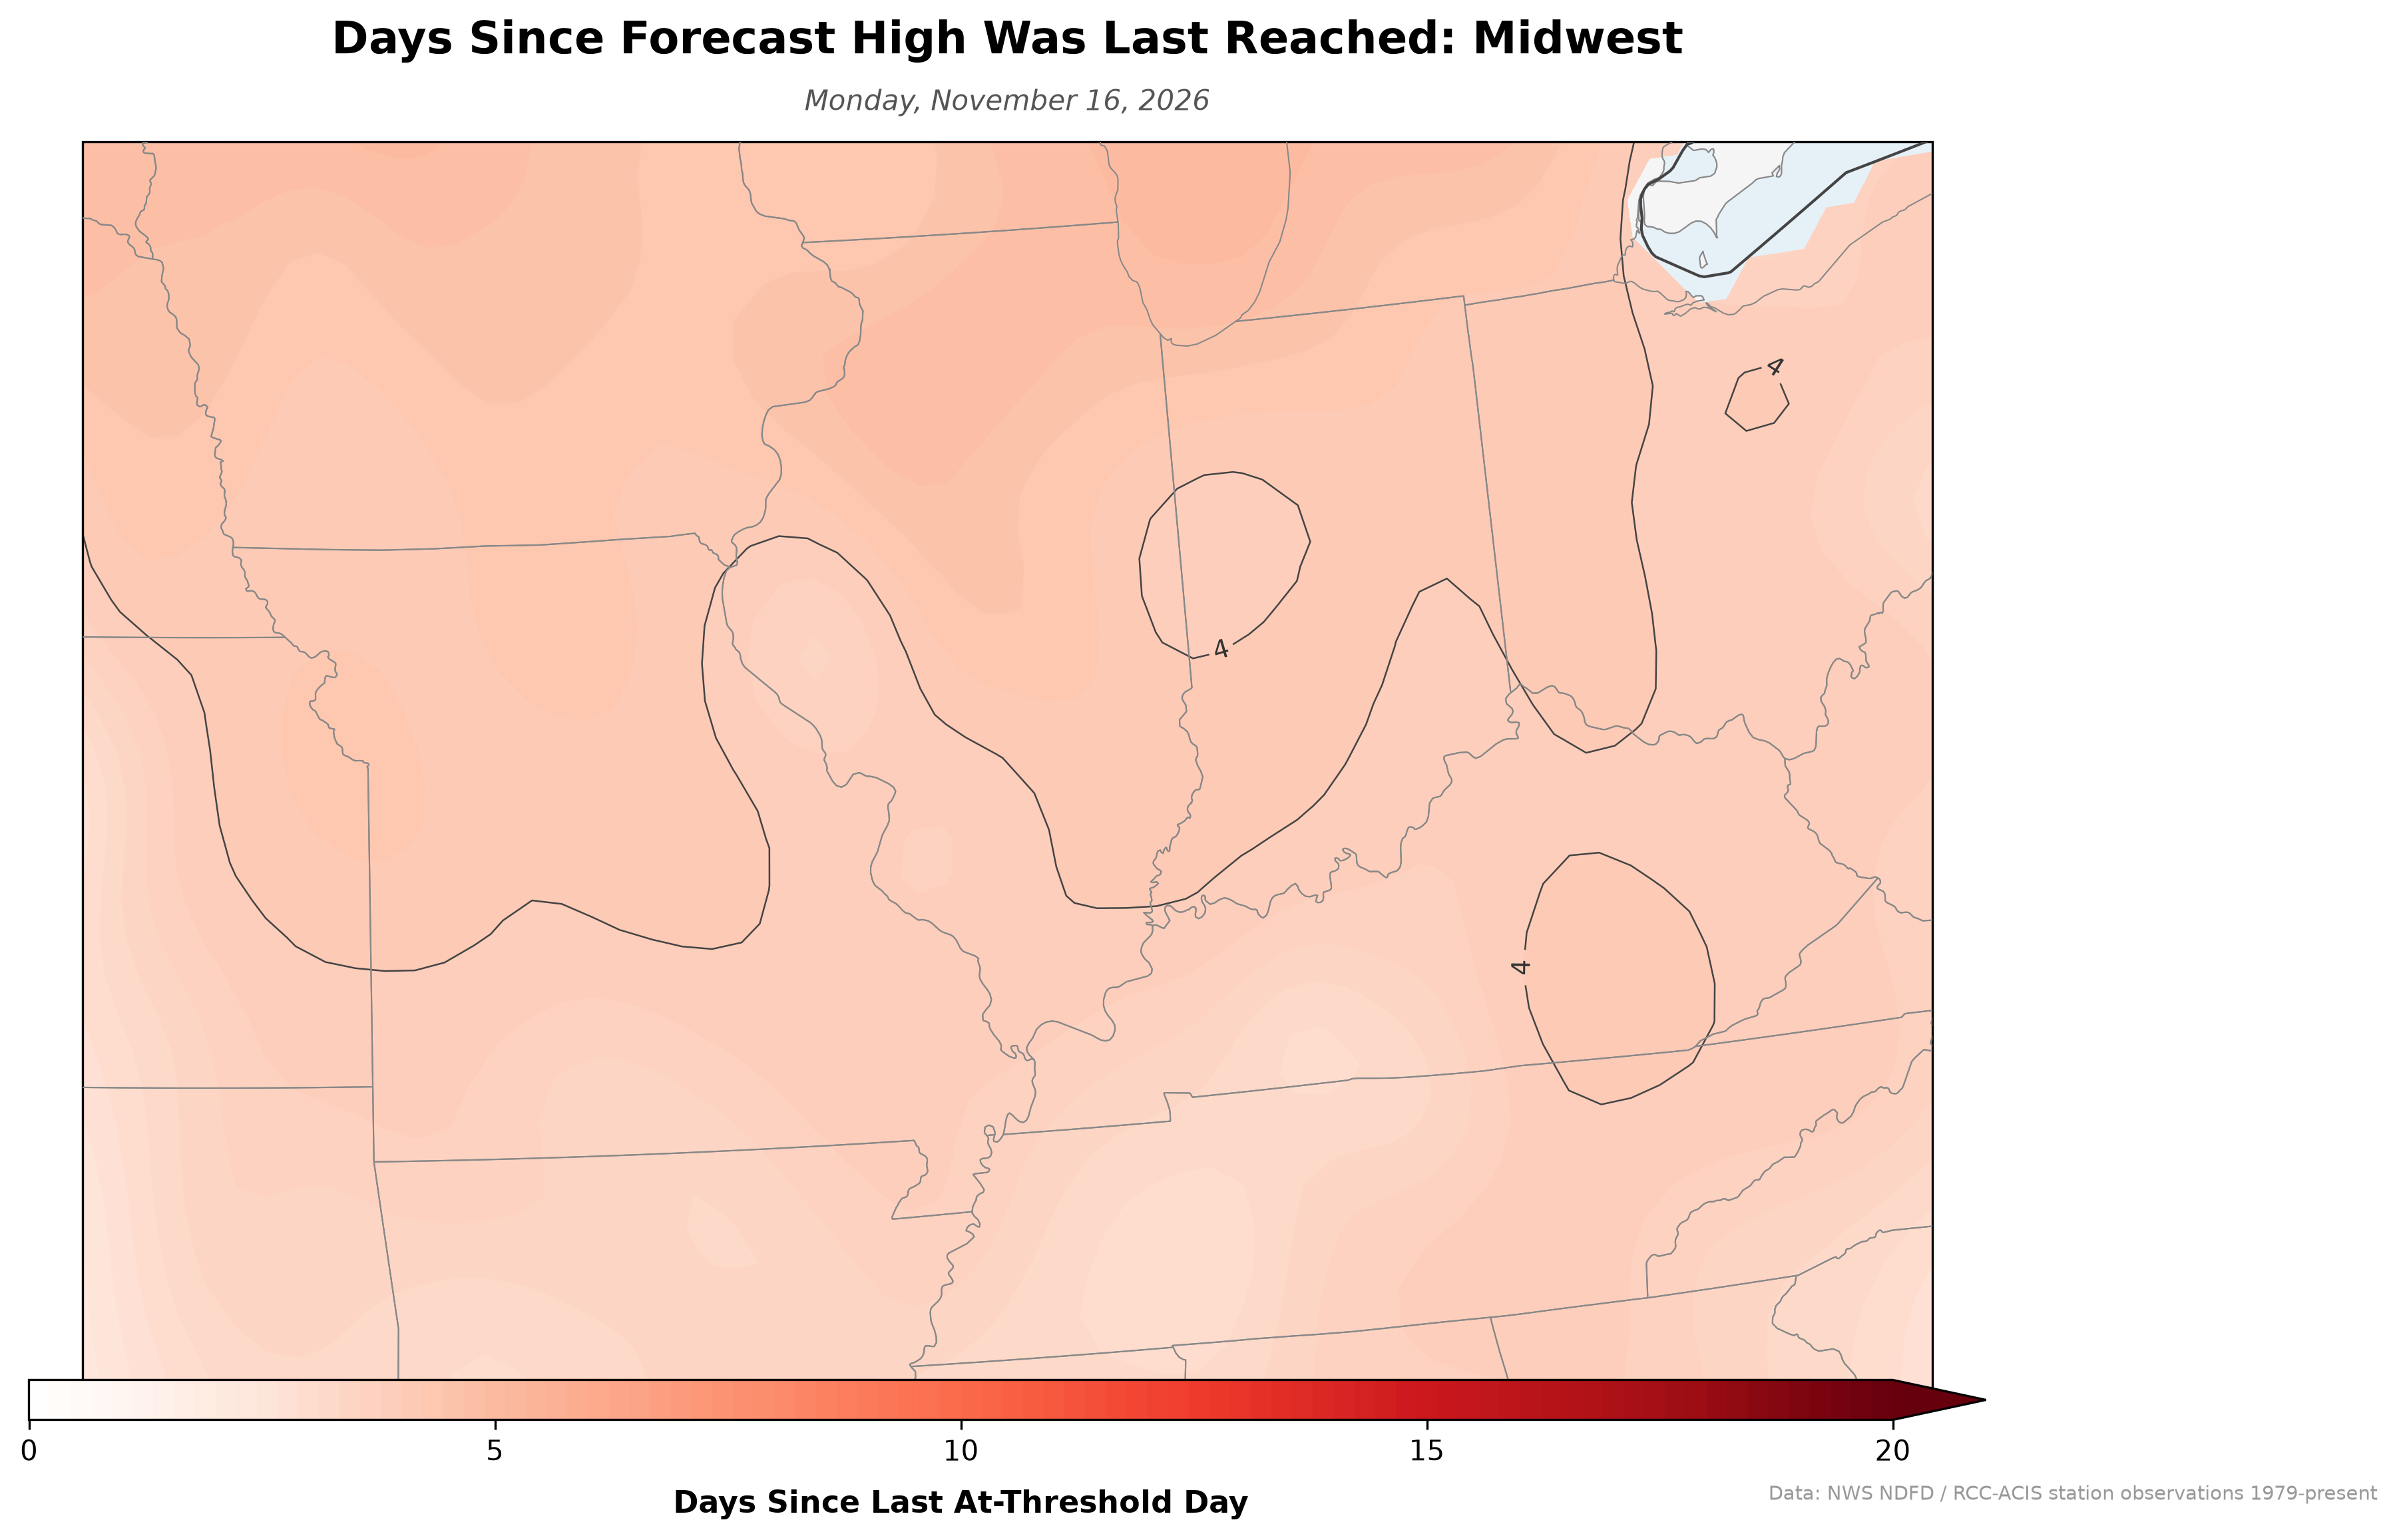 Days Since Forecast High Was Last Reached: Midwest
Monday, November 16, 2026
4
4
4
0 5 10 15 20
Days Since Last At-Threshold Day
Data: NWS NDFD / RCC-ACIS station observations 1979-present